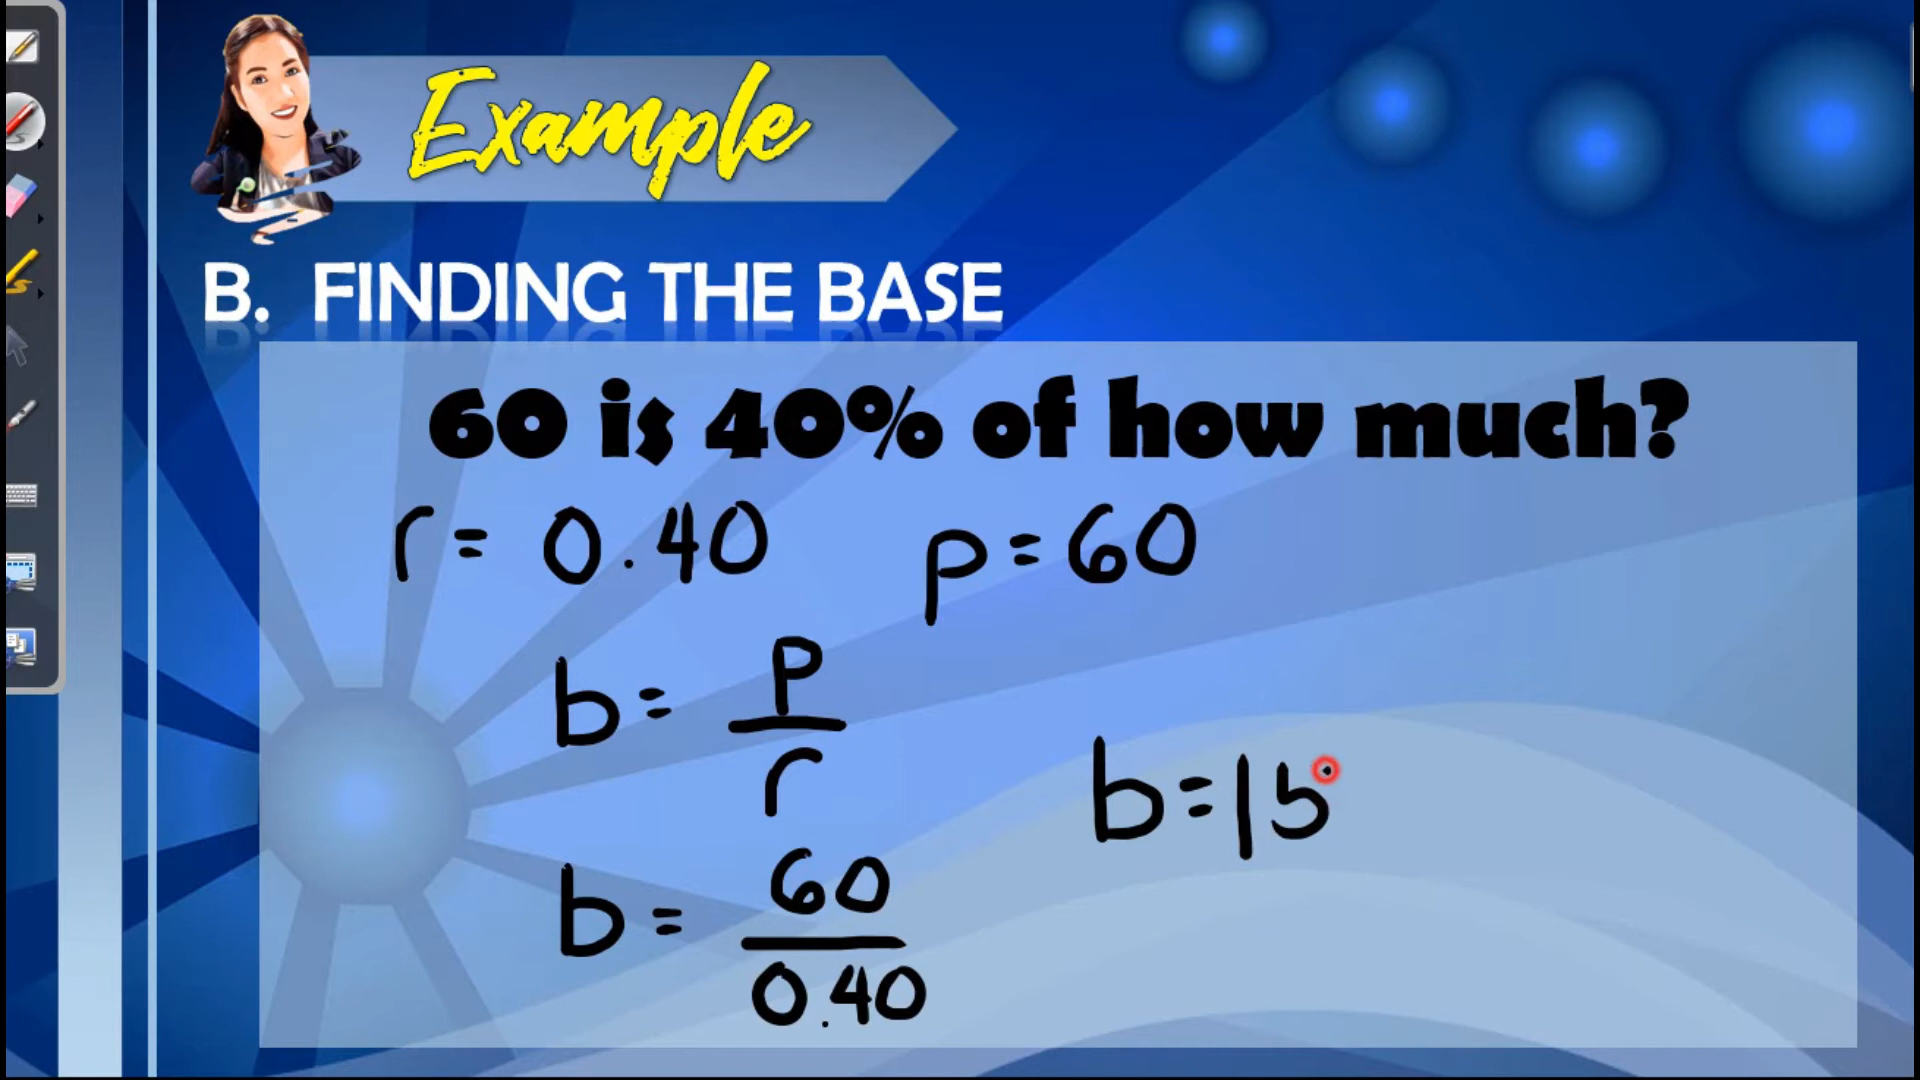 Example
B. FINDING THE BASE
60 is 40% of how much?
r = 0.40 p = 60
b = p/r
b = 60/0.40
b = 15